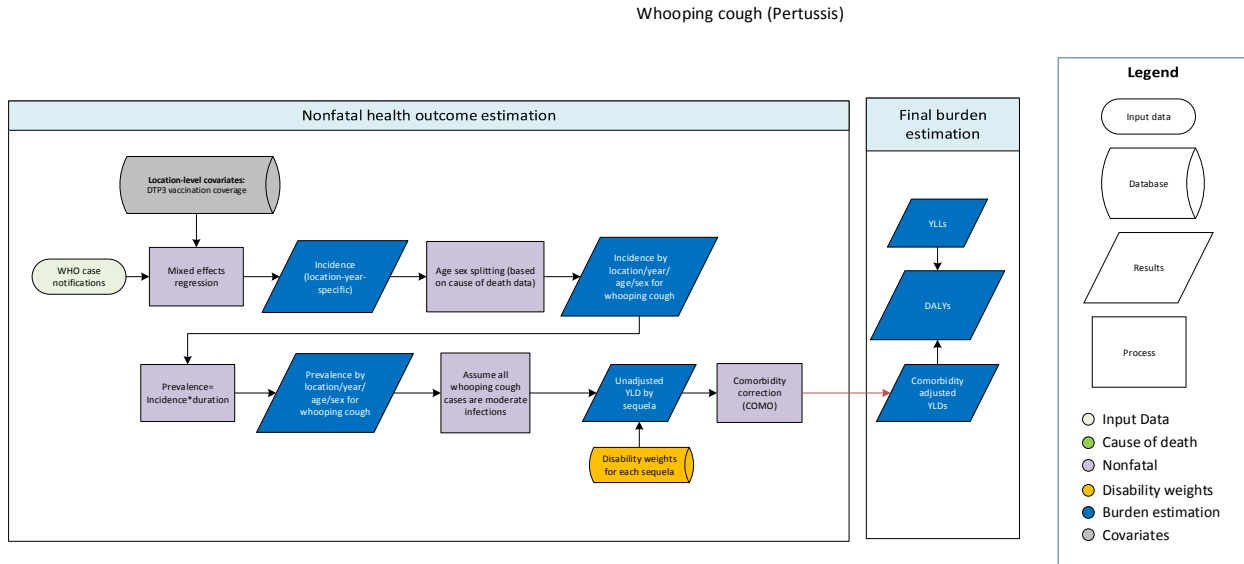 Whooping cough (Pertussis)
Nonfatal health outcome estimation
Final burden
estimation
Legend
Location-level covariates:
DTP3 vaccination coverage
WHO case
notifications
Mixed effects
regression
Incidence
(location-year-
specific)
Age sex splitting (based
on cause of death data)
Incidence by
location/year/
age/sex for
whooping cough
Prevalence=
Incidence*duration
Prevalence by
location/year/
age/sex for
whooping cough
Assume all
whooping cough
cases are moderate
infections
Unadjusted
YLD by
sequela
Comorbidity
correction
(COMO)
Disability weights
for each sequela
YLLs
DALYs
Comorbidity
adjusted
YLDs
Input data
Database
Results
Process
Input Data
Cause of death
Nonfatal
Disability weights
Burden estimation
Covariates